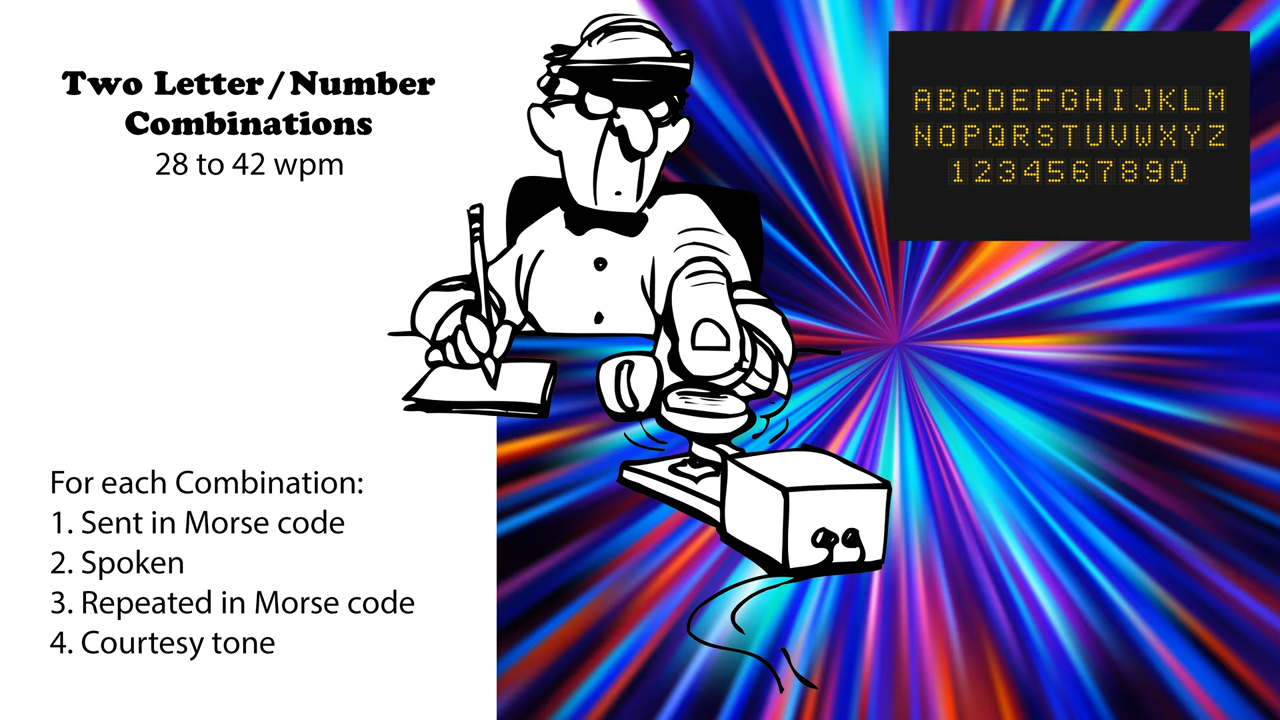 Two Letter/Number
Combinations
28 to 42 wpm
ABCDEFGHIJKLM
NOPQRSTUVWXYZ
1234567890
For each Combination:
1. Sent in Morse code
2. Spoken
3. Repeated in Morse code
4. Courtesy tone